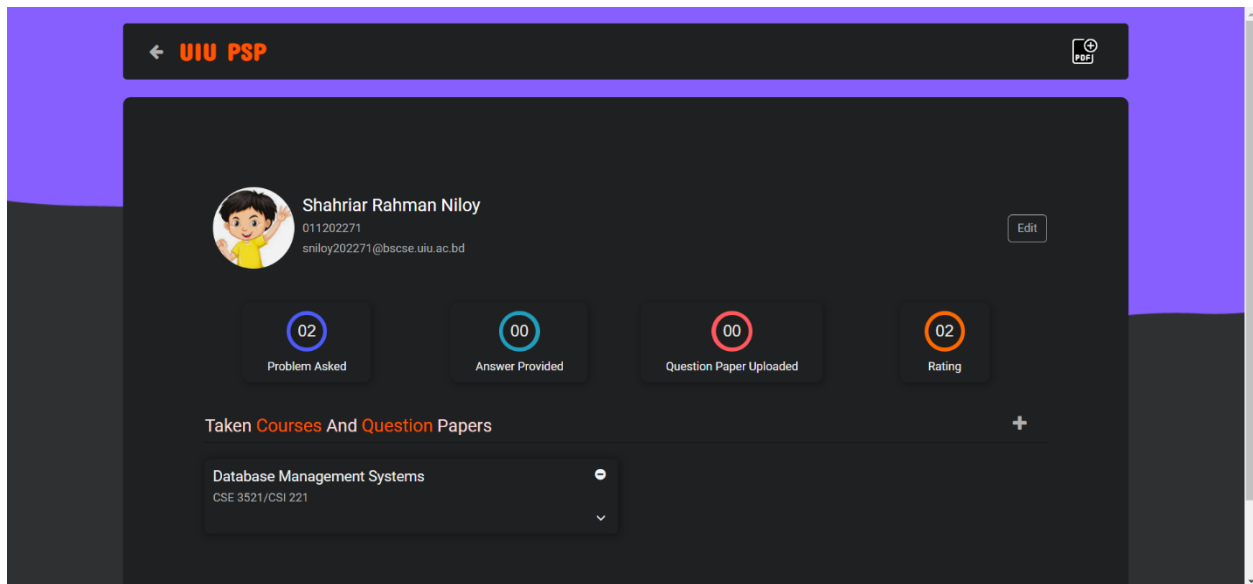 UIU PSP
PDF
Shahriar Rahman Niloy
011202271
sniloy202271@bscse.uiu.ac.bd
Edit
02
00
00
02
Problem Asked
Answer Provided
Question Paper Uploaded
Rating
Taken Courses And Question Papers
Database Management Systems
CSE 3521/CSI 221